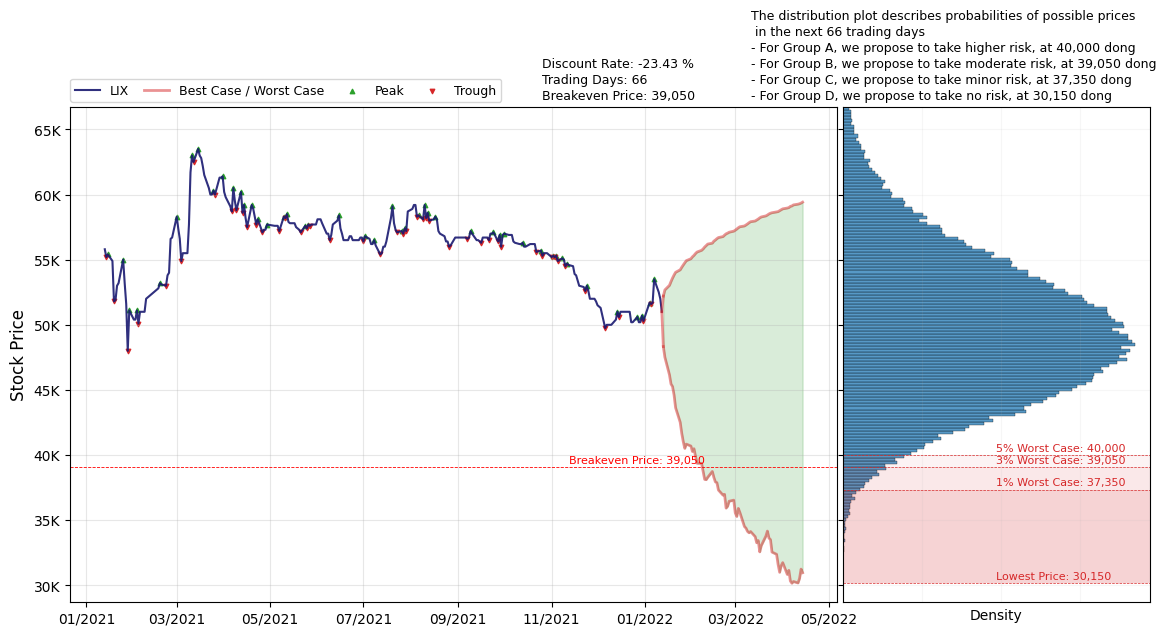 The distribution plot describes probabilities of possible prices
in the next 66 trading days
- For Group A, we propose to take higher risk, at 40,000 dong
- For Group B, we propose to take moderate risk, at 39,050 dong
- For Group C, we propose to take minor risk, at 37,350 dong
- For Group D, we propose to take no risk, at 30,150 dong
Discount Rate: -23.43 %
Trading Days: 66
Breakeven Price: 39,050
LIX
Best Case / Worst Case
Peak
Trough
Stock Price
65K
60K
55K
50K
45K
40K
35K
30K
Breakeven Price: 39,050
01/2021
03/2021
05/2021
07/2021
09/2021
11/2021
01/2022
03/2022
05/2022
5% Worst Case: 40,000
3% Worst Case: 39,050
1% Worst Case: 37,350
Lowest Price: 30,150
Density